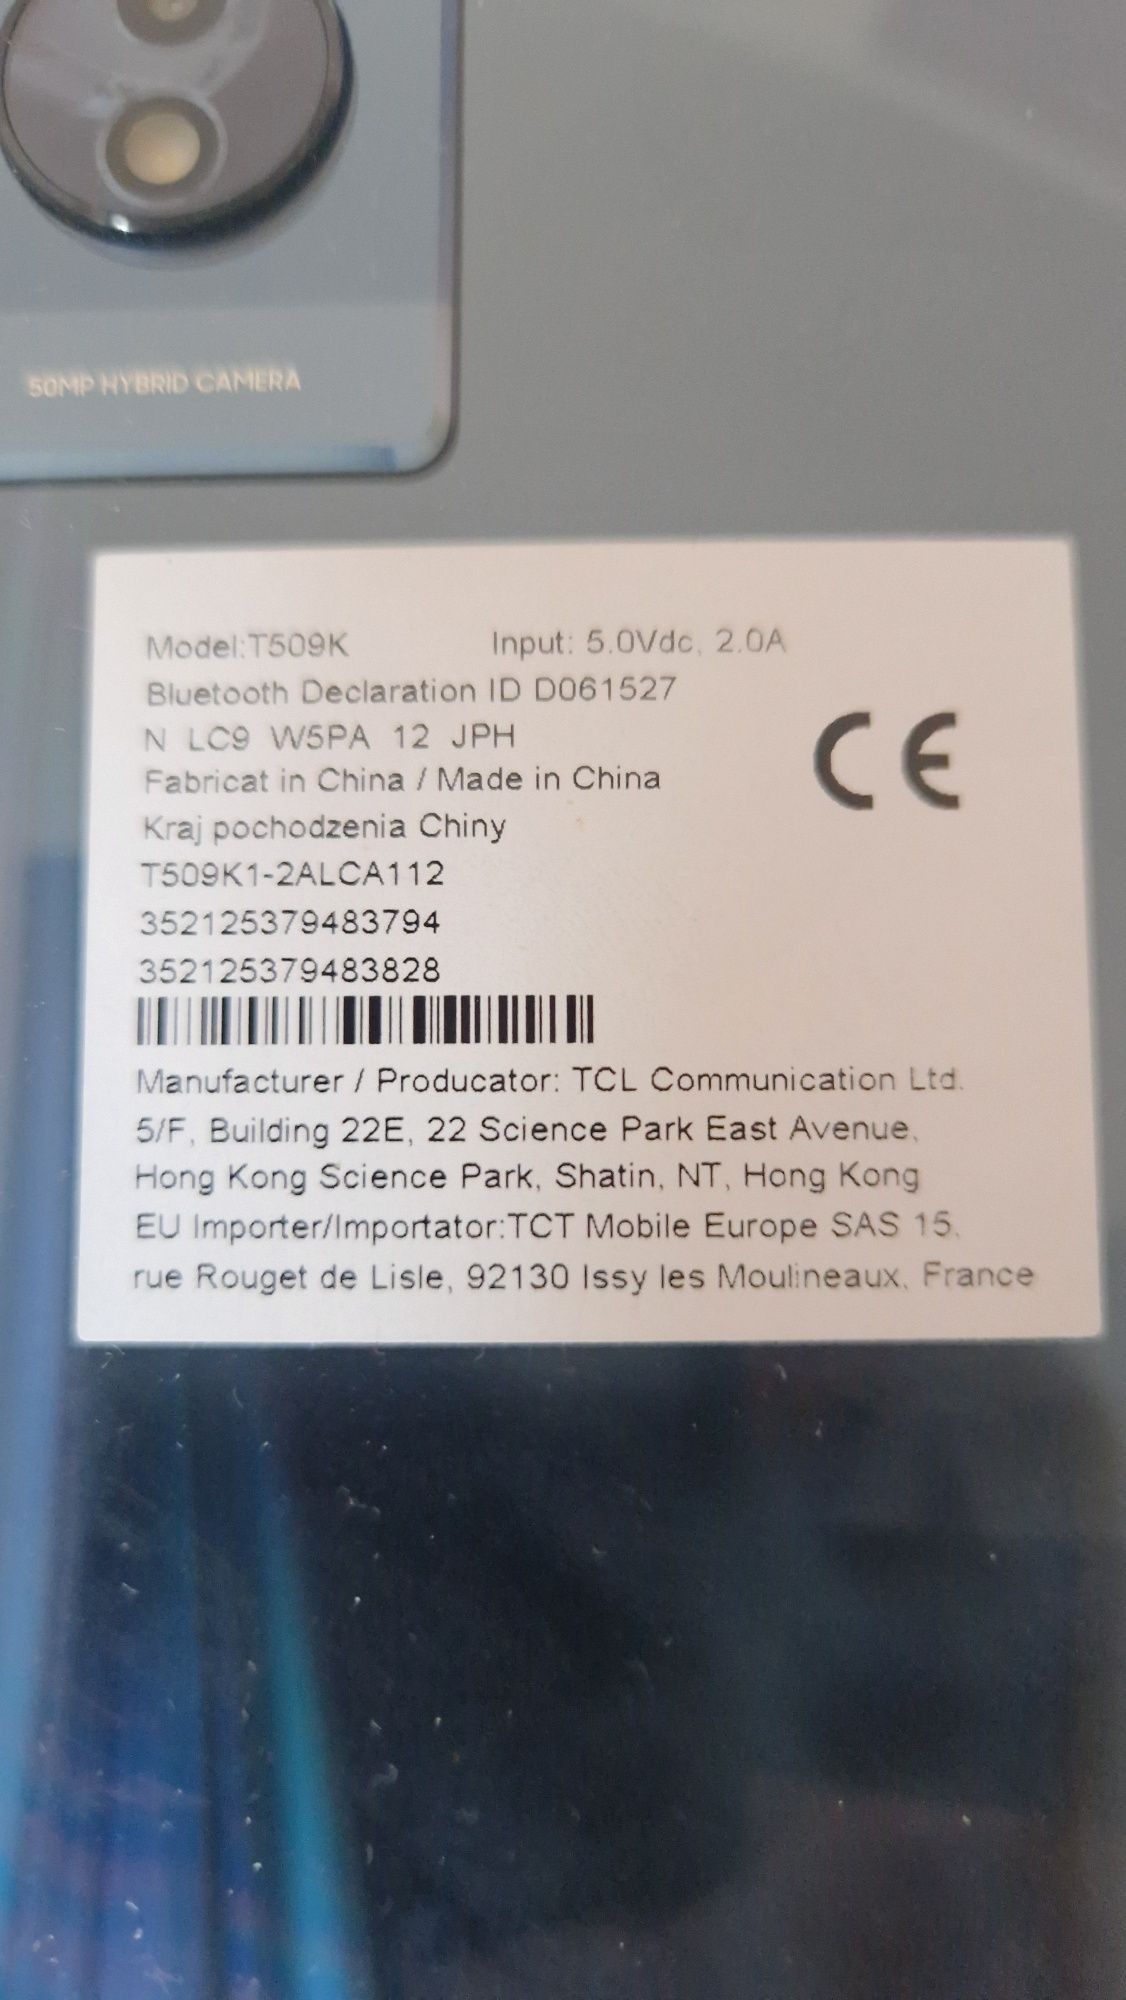 50MP HYBRID CAMERA
Model:T509K Input: 5.0Vdc, 2.0A
Bluetooth Declaration ID D061527
N LC9 W5PA 12 JPH
CE
Fabricat in China / Made in China
Kraj pochodzenia Chiny
T509K1-2ALCA112
352125379483794
352125379483828
Manufacturer / Producator: TCL Communication Ltd.
5/F, Building 22E, 22 Science Park East Avenue,
Hong Kong Science Park, Shatin, NT, Hong Kong
EU Importer/Importator:TCT Mobile Europe SAS 15,
rue Rouget de Lisle, 92130 Issy les Moulineaux, France